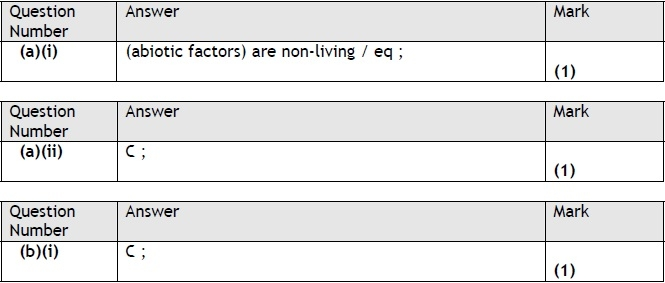 Question Number Answer Mark
(a)(i) (abiotic factors) are non-living / eq ;
(1)
Question Number Answer Mark
(a)(ii) C ;
(1)
Question Number Answer Mark
(b)(i) C ;
(1)